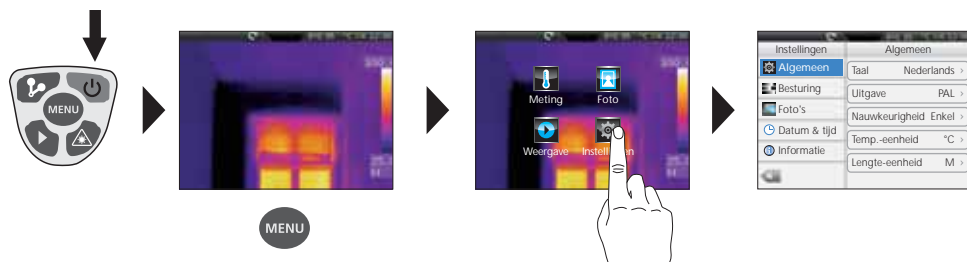 MENU
MENU
Meting Foto
Weergave
Instellingen Algemeen
Algemeen
Taal Nederlands >
Besturing
Uitgave PAL >
Foto's
Nauwkeurigheid Enkel >
Datum & tijd
Temp.-eenheid °C >
Informatie
Lengte-eenheid M >